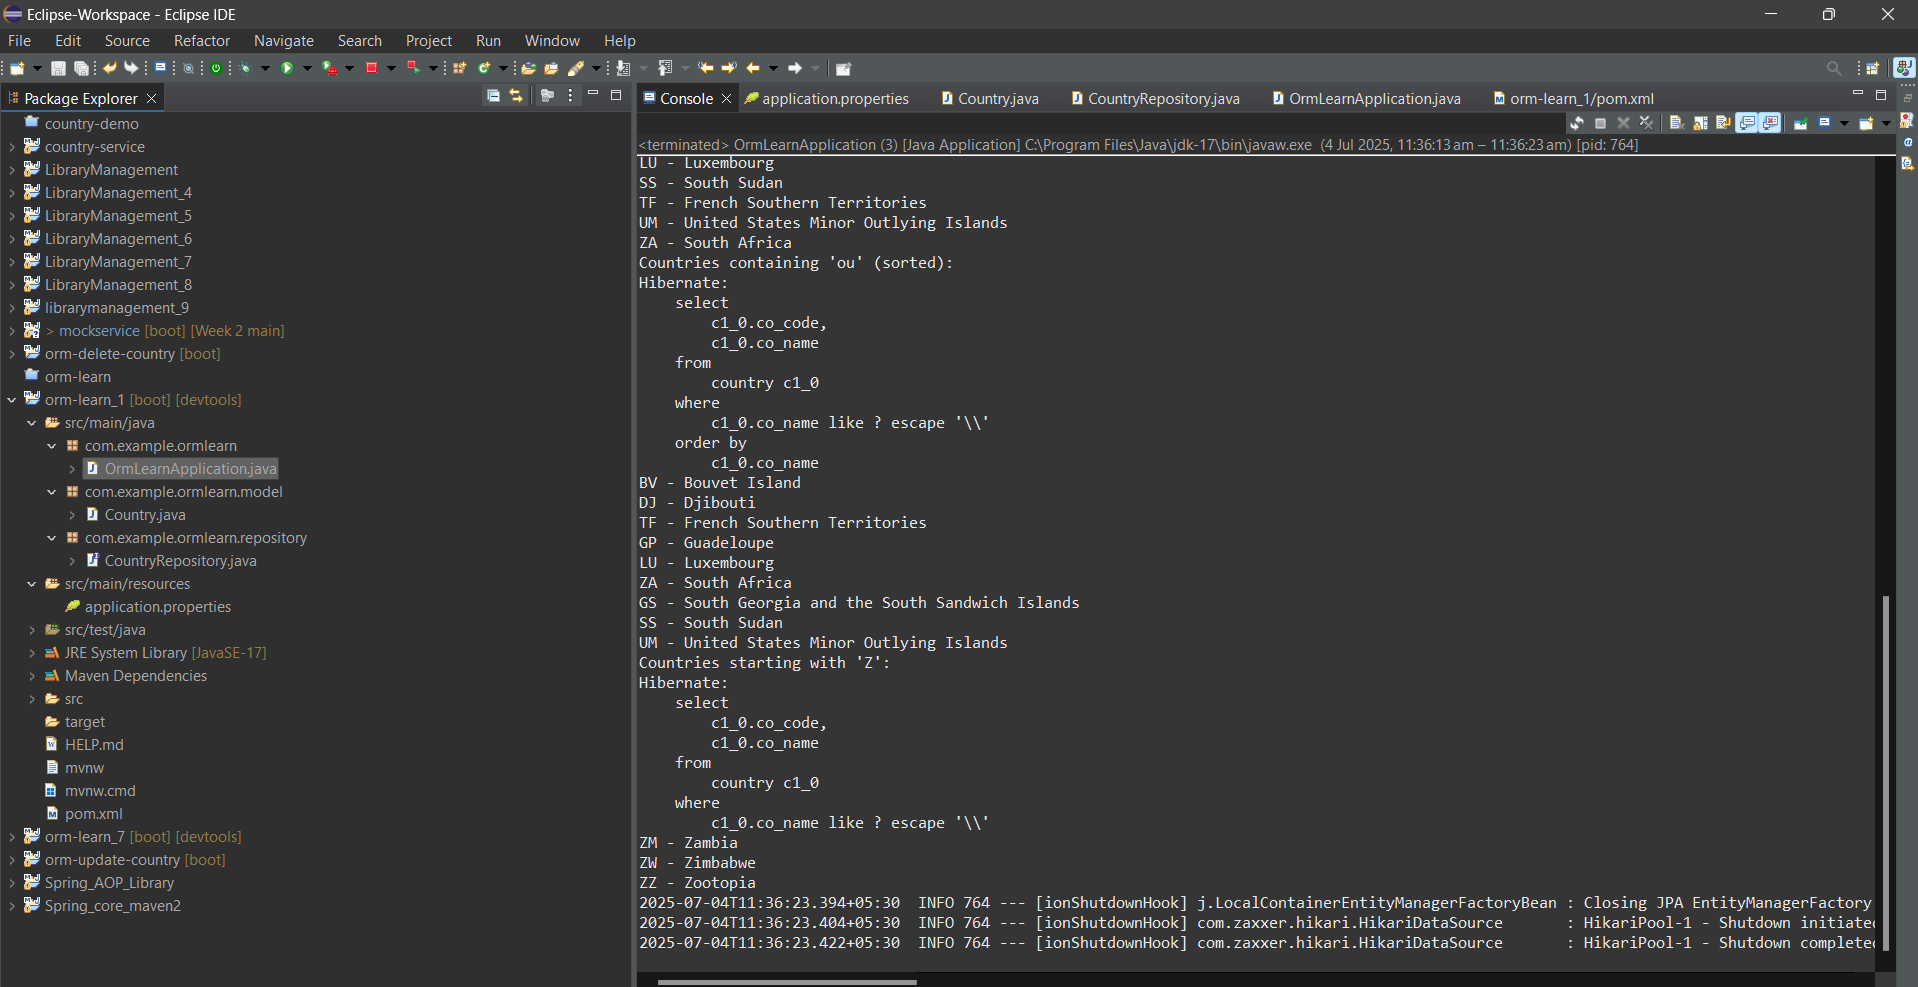 Eclipse-Workspace - Eclipse IDE
File Edit Source Refactor Navigate Search Project Run Window Help
Package Explorer
country-demo
country-service
LibraryManagement
LibraryManagement_4
LibraryManagement_5
LibraryManagement_6
LibraryManagement_7
LibraryManagement_8
librarymanagement_9
> mockservice [boot] [Week 2 main]
orm-delete-country [boot]
orm-learn
orm-learn_1 [boot] [devtools]
src/main/java
com.example.ormlearn
OrmLearnApplication.java
com.example.ormlearn.model
Country.java
com.example.ormlearn.repository
CountryRepository.java
src/main/resources
application.properties
src/test/java
JRE System Library [JavaSE-17]
Maven Dependencies
src
target
HELP.md
mvnw
mvnw.cmd
pom.xml
orm-learn_7 [boot] [devtools]
orm-update-country [boot]
Spring_AOP_Library
Spring_core_maven2
Console application.properties Country.java CountryRepository.java OrmLearnApplication.java orm-learn_1/pom.xml
<terminated> OrmLearnApplication (3) [Java Application] C:\Program Files\Java\jdk-17\bin\javaw.exe (4 Jul 2025, 11:36:13 am – 11:36:23 am) [pid: 764]
LU - Luxembourg
SS - South Sudan
TF - French Southern Territories
UM - United States Minor Outlying Islands
ZA - South Africa
Countries containing 'ou' (sorted):
Hibernate:
select
c1_0.co_code,
c1_0.co_name
from
country c1_0
where
c1_0.co_name like ? escape '\\'
order by
c1_0.co_name
BV - Bouvet Island
DJ - Djibouti
TF - French Southern Territories
GP - Guadeloupe
LU - Luxembourg
ZA - South Africa
GS - South Georgia and the South Sandwich Islands
SS - South Sudan
UM - United States Minor Outlying Islands
Countries starting with 'Z':
Hibernate:
select
c1_0.co_code,
c1_0.co_name
from
country c1_0
where
c1_0.co_name like ? escape '\\'
ZM - Zambia
ZW - Zimbabwe
ZZ - Zootopia
2025-07-04T11:36:23.394+05:30 INFO 764 --- [ionShutdownHook] j.LocalContainerEntityManagerFactoryBean : Closing JPA EntityManagerFactory
2025-07-04T11:36:23.404+05:30 INFO 764 --- [ionShutdownHook] com.zaxxer.hikari.HikariDataSource : HikariPool-1 - Shutdown initiate
2025-07-04T11:36:23.422+05:30 INFO 764 --- [ionShutdownHook] com.zaxxer.hikari.HikariDataSource : HikariPool-1 - Shutdown complete